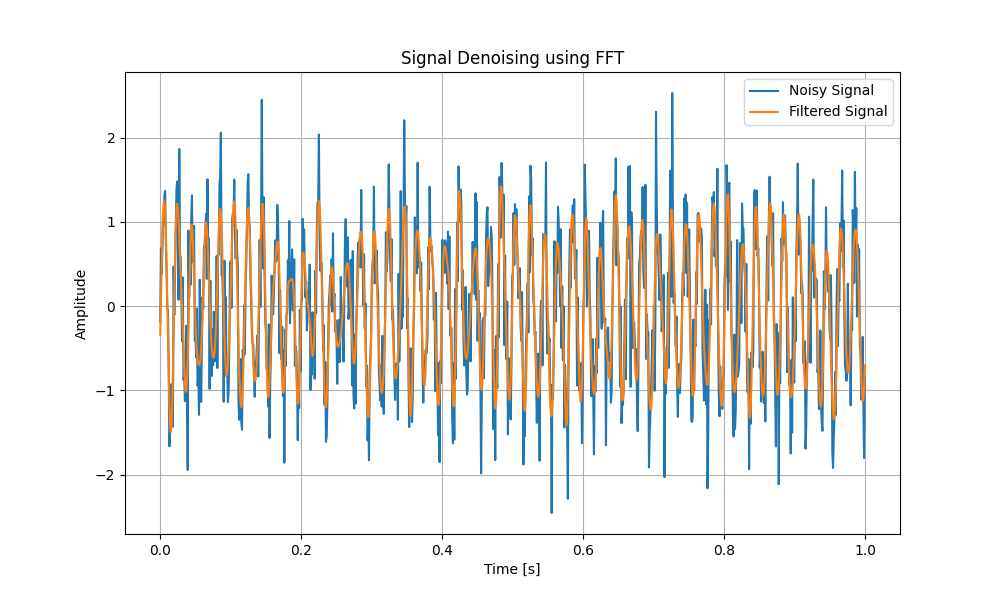 Signal Denoising using FFT
Noisy Signal
Filtered Signal
Amplitude
2
1
0
−1
−2
0.0 0.2 0.4 0.6 0.8 1.0
Time [s]